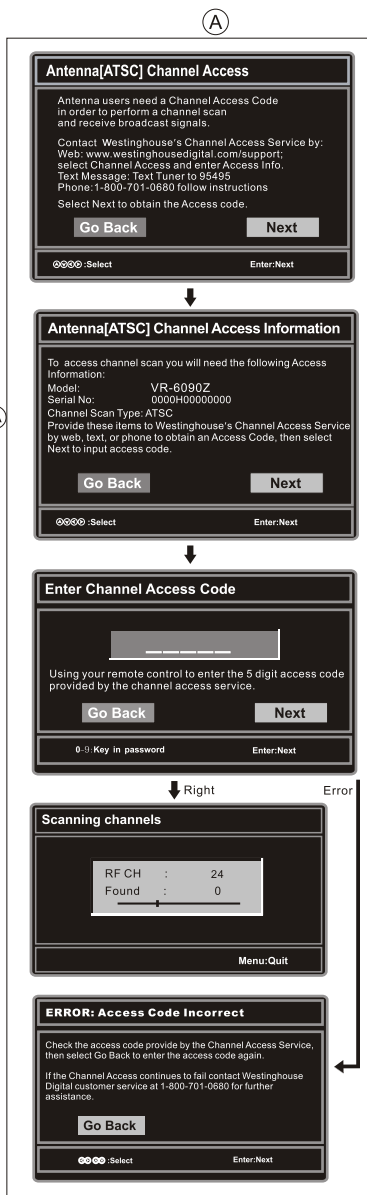 A
Antenna[ATSC] Channel Access
Antenna users need a Channel Access Code
in order to perform a channel scan
and receive broadcast signals.
Contact Westinghouse's Channel Access Service by:
Web: www.westinghousedigital.com/support;
select Channel Access and enter Access Info.
Text Message: Text Tuner to 95495
Phone:1-800-701-0680 follow instructions
Select Next to obtain the Access code.
Go Back Next
:Select Enter:Next
Antenna[ATSC] Channel Access Information
To access channel scan you will need the following Access
Information:
Model: VR-6090Z
Serial No: 0000H00000000
Channel Scan Type: ATSC
Provide these items to Westinghouse's Channel Access Service
by web, text, or phone to obtain an Access Code, then select
Next to input access code.
Go Back Next
:Select Enter:Next
Enter Channel Access Code
_ _ _ _ _
Using your remote control to enter the 5 digit access code
provided by the channel access service.
Go Back Next
0-9:Key in password Enter:Next
Right Error
Scanning channels
RF CH : 24
Found : 0
Menu:Quit
ERROR: Access Code Incorrect
Check the access code provide by the Channel Access Service,
then select Go Back to enter the access code again.
If the Channel Access continues to fail contact Westinghouse
Digital customer service at 1-800-701-0680 for further
assistance.
Go Back
:Select Enter:Next